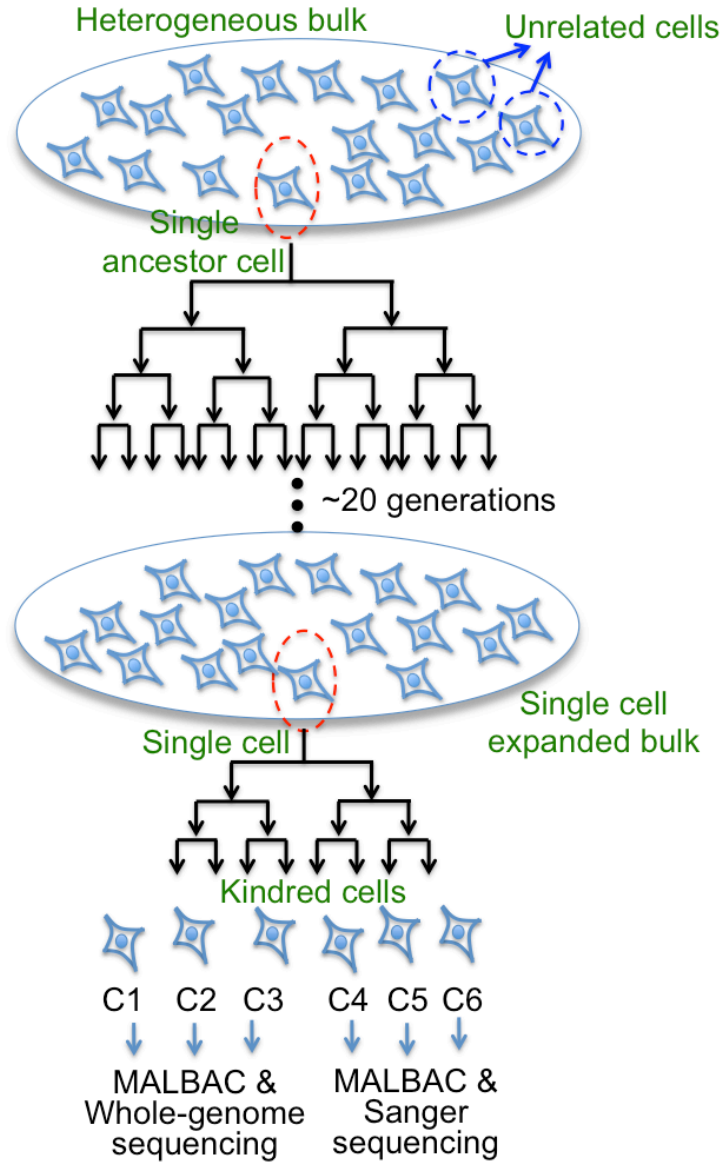 Heterogeneous bulk
Unrelated cells
Single
ancestor cell
~20 generations
Single cell
expanded bulk
Single cell
Kindred cells
C1 C2 C3 C4 C5 C6
MALBAC &
Whole-genome
sequencing
MALBAC &
Sanger
sequencing